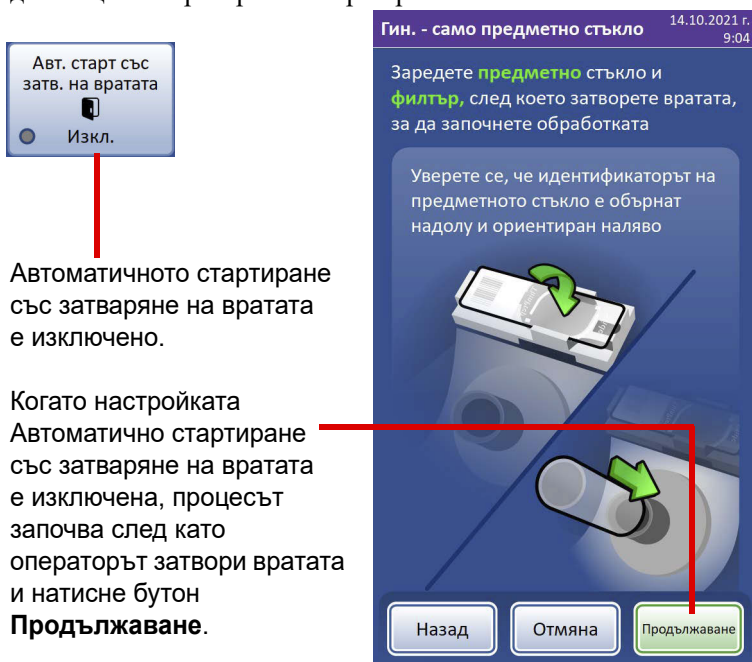 Авт. старт със
затв. на вратата
Изкл.
Автоматичното стартиране
със затваряне на вратата
е изключено.
Когато настройката
Автоматично стартиране
със затваряне на вратата
е изключена, процесът
започва след като
операторът затвори вратата
и натисне бутон
Продължаване.
Гин. - само предметно стъкло
14.10.2021 г.
9:04
Заредете предметно стъкло и
филтър, след което затворете вратата,
за да започнете обработката
Уверете се, че идентификаторът на
предметното стъкло е обърнат
надолу и ориентиран наляво
Назад
Отмяна
Продължаване